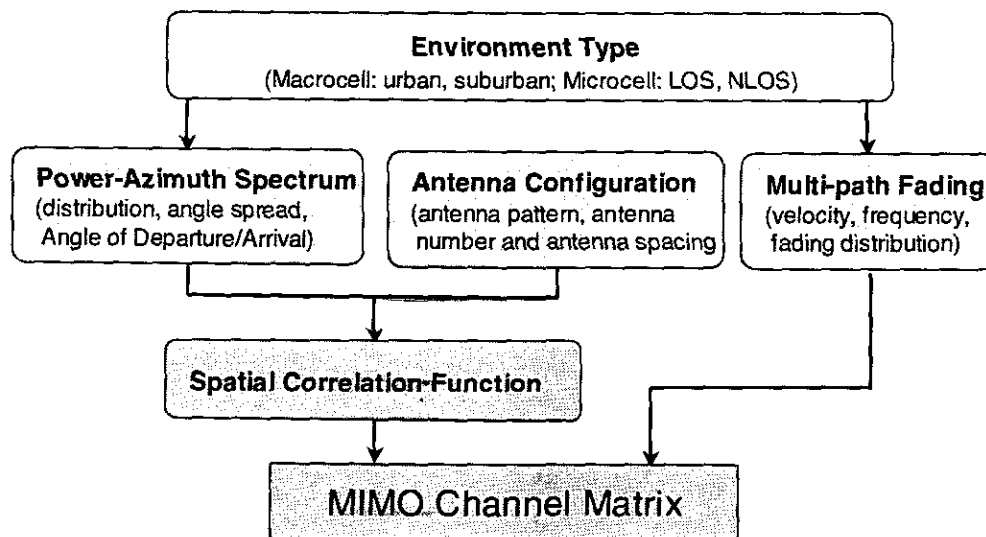 Environment Type
(Macrocell: urban, suburban; Microcell: LOS, NLOS)
Power-Azimuth Spectrum
(distribution, angle spread,
Angle of Departure/Arrival)
Antenna Configuration
(antenna pattern, antenna
number and antenna spacing
Multi-path Fading
(velocity, frequency,
fading distribution)
Spatial Correlation-Function
MIMO Channel Matrix